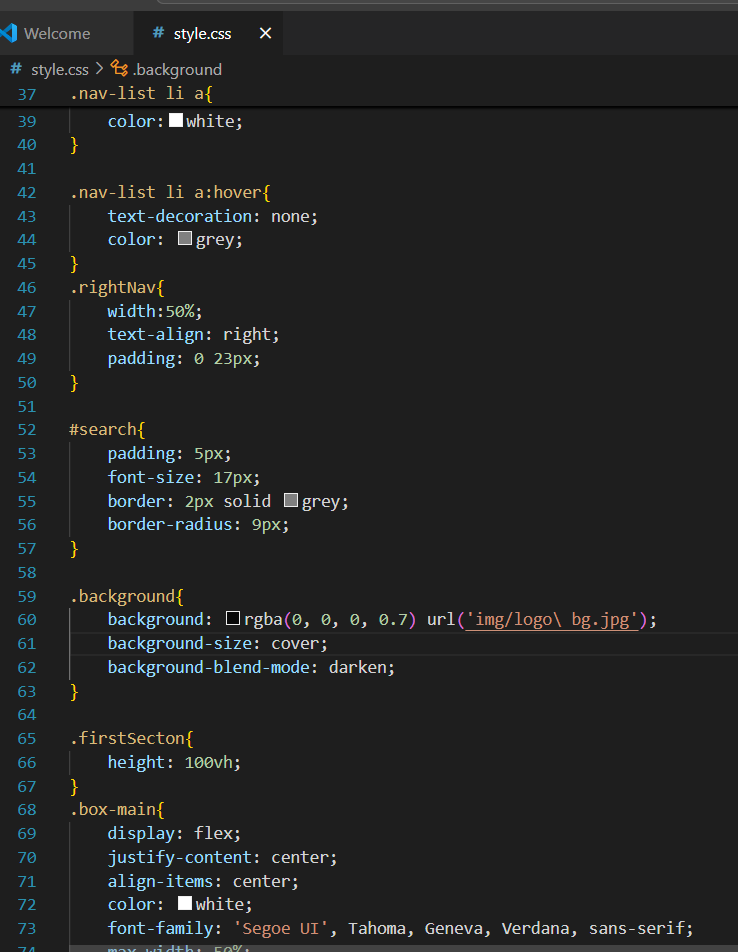 Welcome
# style.css ×
# style.css > .background
37 .nav-list li a{
39 color: white;
40 }
41
42 .nav-list li a:hover{
43 text-decoration: none;
44 color: grey;
45 }
46 .rightNav{
47 width:50%;
48 text-align: right;
49 padding: 0 23px;
50 }
51
52 #search{
53 padding: 5px;
54 font-size: 17px;
55 border: 2px solid grey;
56 border-radius: 9px;
57 }
58
59 .background{
60 background: rgba(0, 0, 0, 0.7) url('img/logo\ bg.jpg');
61 background-size: cover;
62 background-blend-mode: darken;
63 }
64
65 .firstSecton{
66 height: 100vh;
67 }
68 .box-main{
69 display: flex;
70 justify-content: center;
71 align-items: center;
72 color: white;
73 font-family: 'Segoe UI', Tahoma, Geneva, Verdana, sans-serif;
74 max-width: 50%;